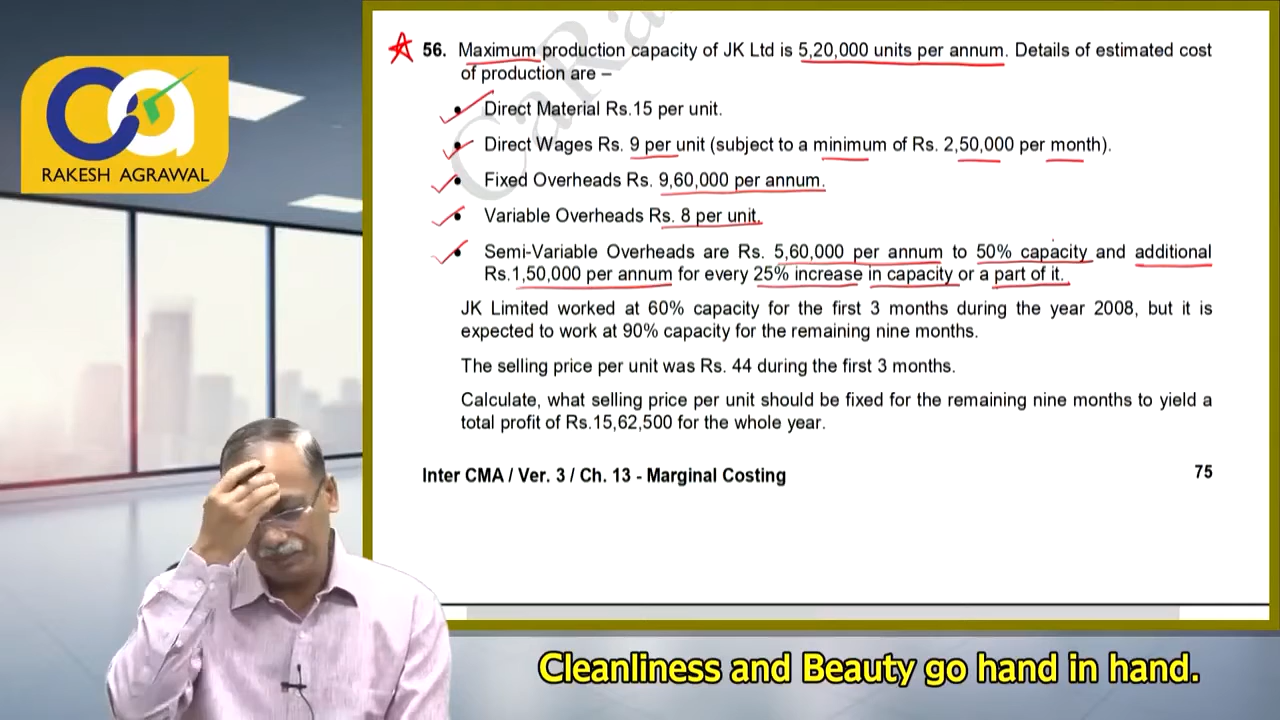 56. Maximum production capacity of JK Ltd is 5,20,000 units per annum. Details of estimated cost
of production are –
• Direct Material Rs.15 per unit.
• Direct Wages Rs. 9 per unit (subject to a minimum of Rs. 2,50,000 per month).
• Fixed Overheads Rs. 9,60,000 per annum.
• Variable Overheads Rs. 8 per unit.
• Semi-Variable Overheads are Rs. 5,60,000 per annum to 50% capacity and additional
Rs.1,50,000 per annum for every 25% increase in capacity or a part of it.
JK Limited worked at 60% capacity for the first 3 months during the year 2008, but it is
expected to work at 90% capacity for the remaining nine months.
The selling price per unit was Rs. 44 during the first 3 months.
Calculate, what selling price per unit should be fixed for the remaining nine months to yield a
total profit of Rs.15,62,500 for the whole year.
Inter CMA / Ver. 3 / Ch. 13 - Marginal Costing
75
ca
RAKESH AGRAWAL
Cleanliness and Beauty go hand in hand.